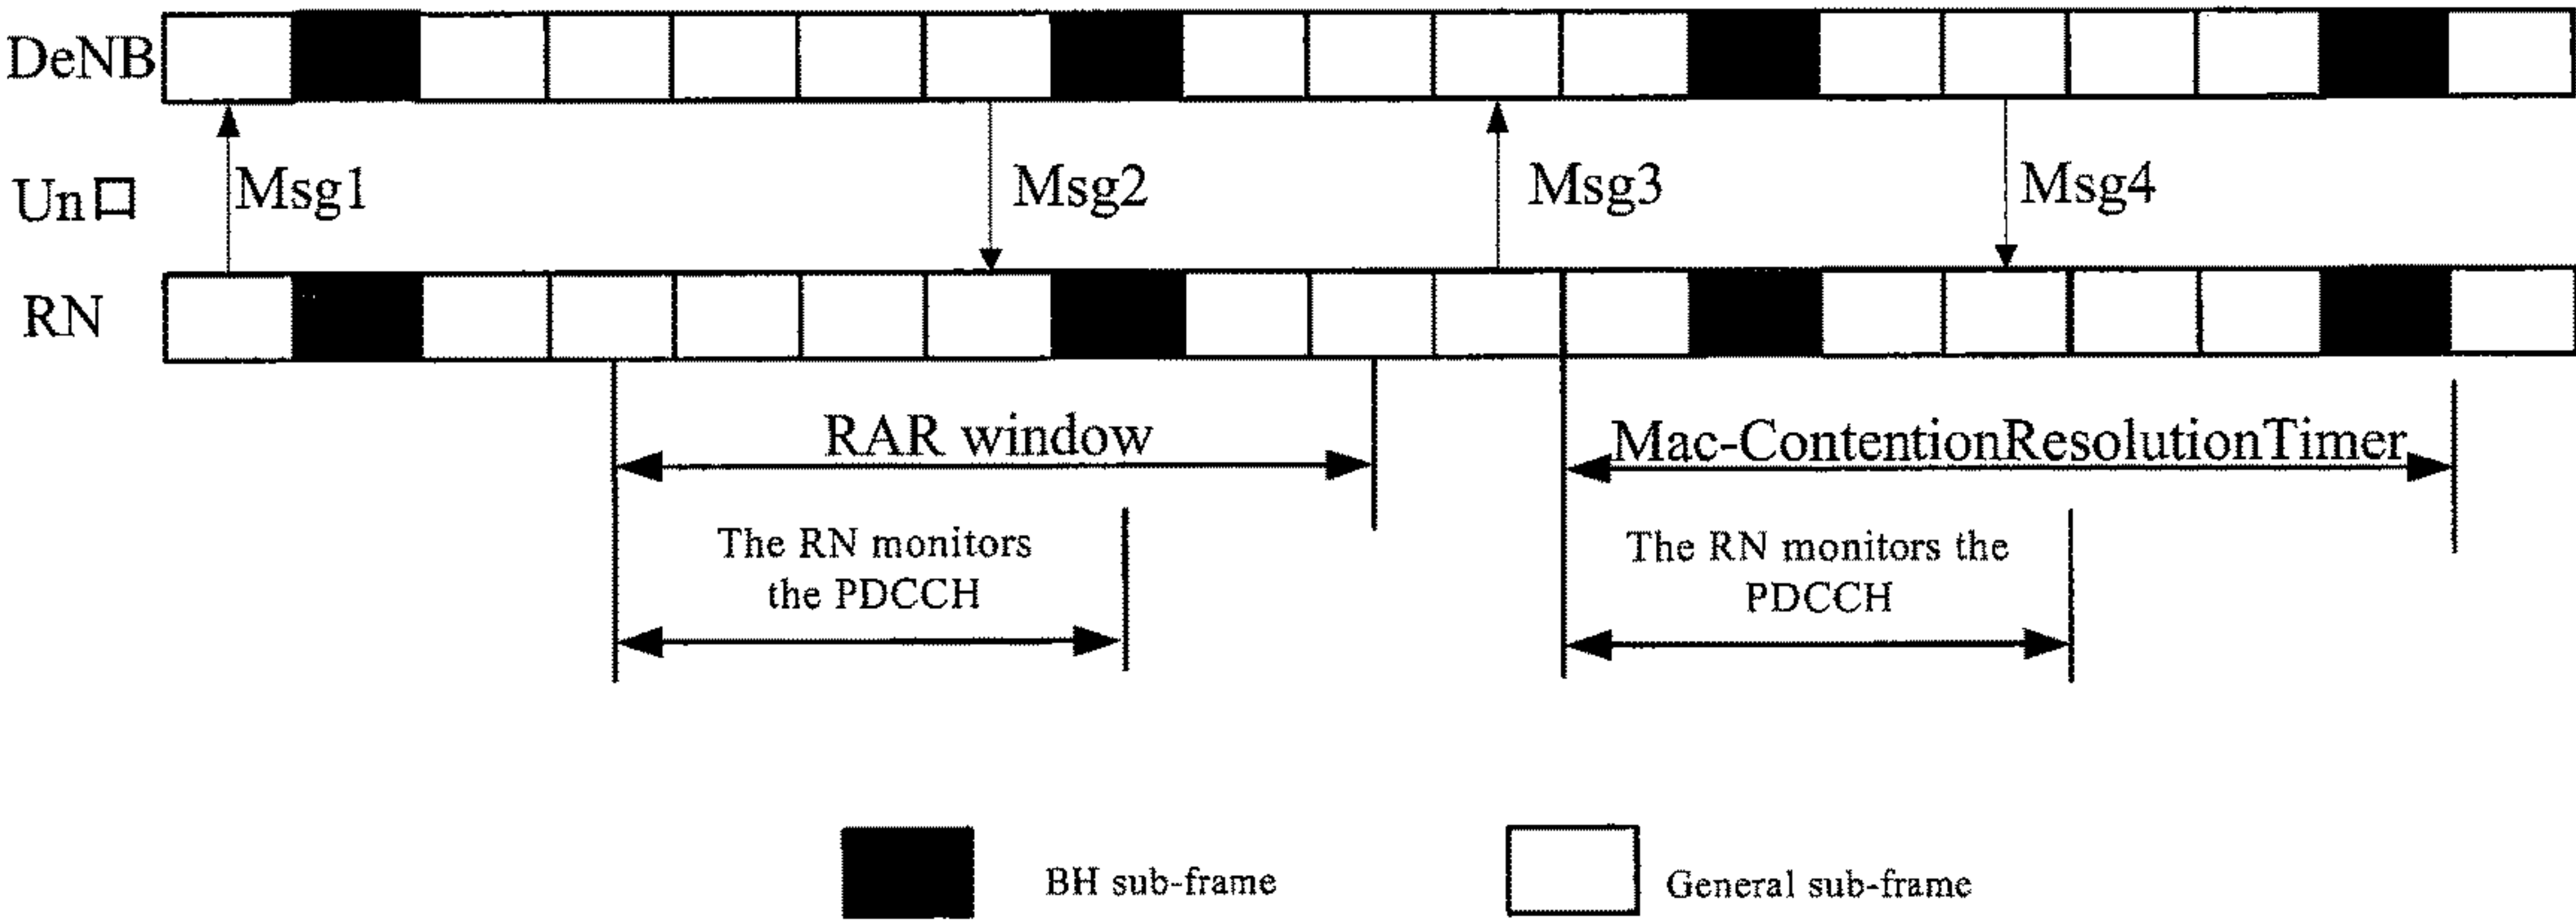 DeNB
Msg1
Msg2
Msg3
Msg4
Un口
RN
RAR window
Mac-ContentionResolutionTimer
The RN monitors
the PDCCH
The RN monitors the
PDCCH
BH sub-frame
General sub-frame